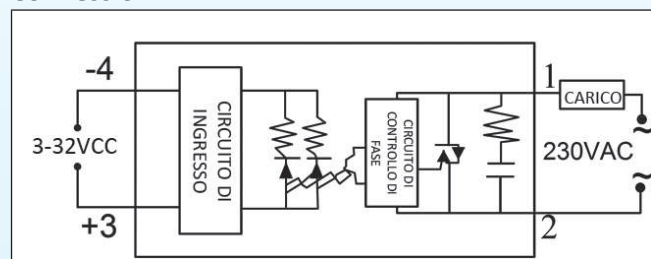 -4
3-32VCC
+3
CIRCUITO DI
INGRESSO
CIRCUITO DI
CONTROLLO DI
FASE
1
CARICO
~
230VAC
~
2